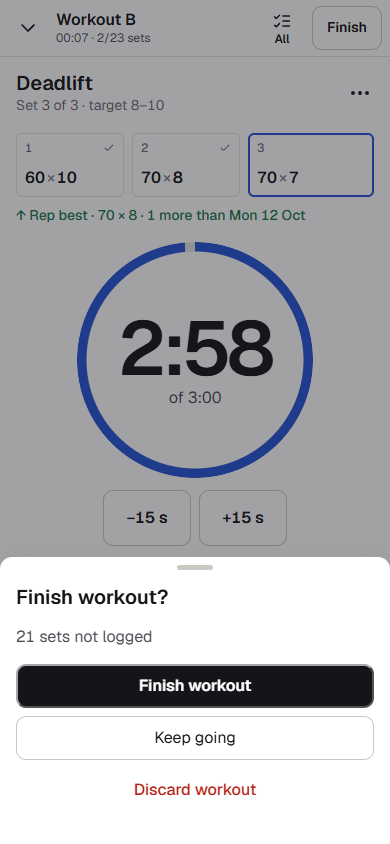 Workout B
00:07 · 2/23 sets
All
Finish
Deadlift
Set 3 of 3 · target 8–10
1
60×10
2
70×8
3
70×7
↑ Rep best · 70 × 8 · 1 more than Mon 12 Oct
2:58
of 3:00
−15 s
+15 s
Finish workout?
21 sets not logged
Finish workout
Keep going
Discard workout